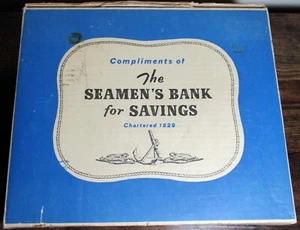 Compliments of
The
SEAMEN'S BANK
for SAVINGS
Chartered 1829